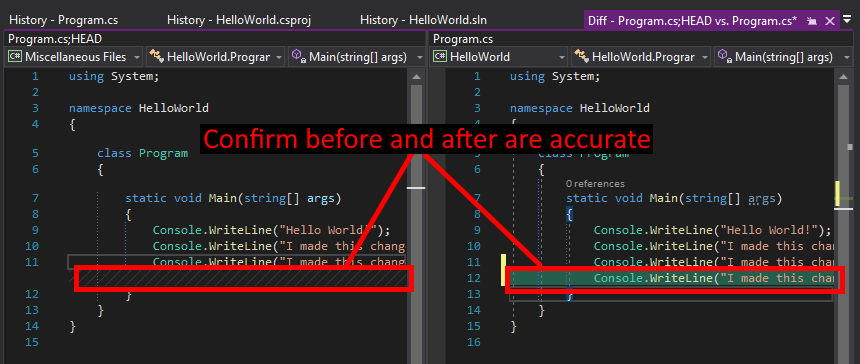 History - Program.cs History - HelloWorld.csproj History - HelloWorld.sln Diff - Program.cs;HEAD vs. Program.cs*
Program.cs;HEAD
C# Miscellaneous Files HelloWorld.Progran Main(string[] args)
1 using System;
2
3 namespace HelloWorld
4 {
5 class Program
6 {
7 static void Main(string[] args)
8 {
9 Console.WriteLine("Hello World!");
10 Console.WriteLine("I made this chang
11 Console.WriteLine("I made this chang
12 }
13 }
14 }
15
Program.cs
C# HelloWorld HelloWorld.Progran Main(string[] args)
1 using System;
2
3 namespace HelloWorld
4 {
5 class Program
6 {
0 references
7 static void Main(string[] args)
8 {
9 Console.WriteLine("Hello World!");
10 Console.WriteLine("I made this chan
11 Console.WriteLine("I made this chan
12 Console.WriteLine("I made this chan
13 }
14 }
15 }
16
Confirm before and after are accurate